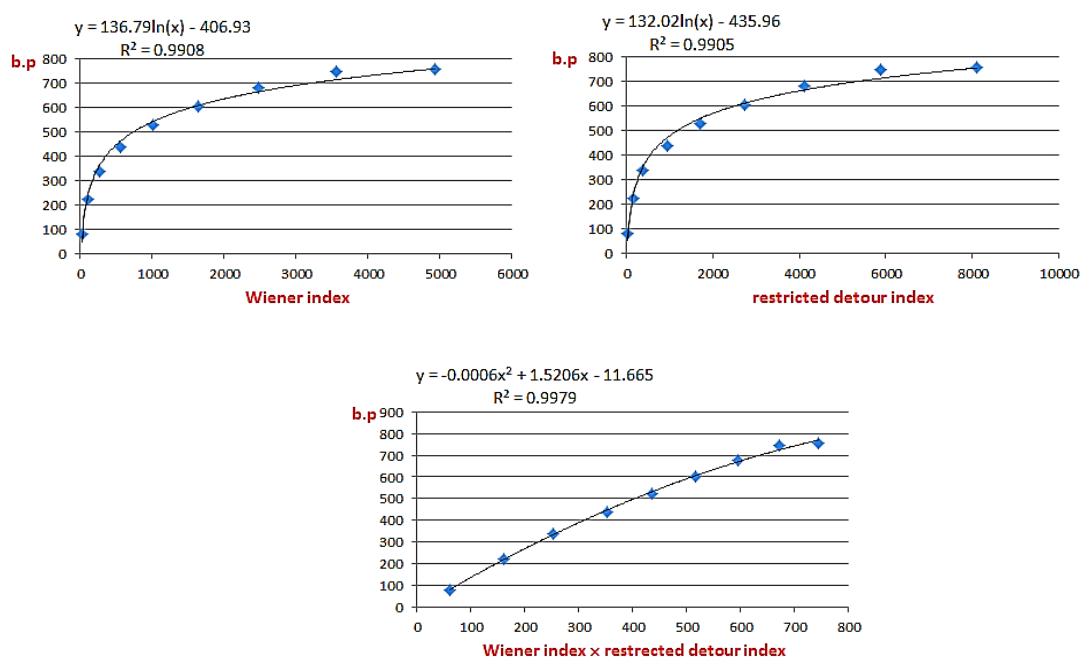 y = 136.79ln(x) - 406.93
R² = 0.9908
b.p
800
700
600
500
400
300
200
100
0
0 1000 2000 3000 4000 5000 6000
Wiener index
y = 132.02ln(x) - 435.96
R² = 0.9905
b.p
800
700
600
500
400
300
200
100
0
0 2000 4000 6000 8000 10000
restricted detour index
y = -0.0006x² + 1.5206x - 11.665
R² = 0.9979
b.p
900
800
700
600
500
400
300
200
100
0
0 100 200 300 400 500 600 700 800
Wiener index × restrected detour index